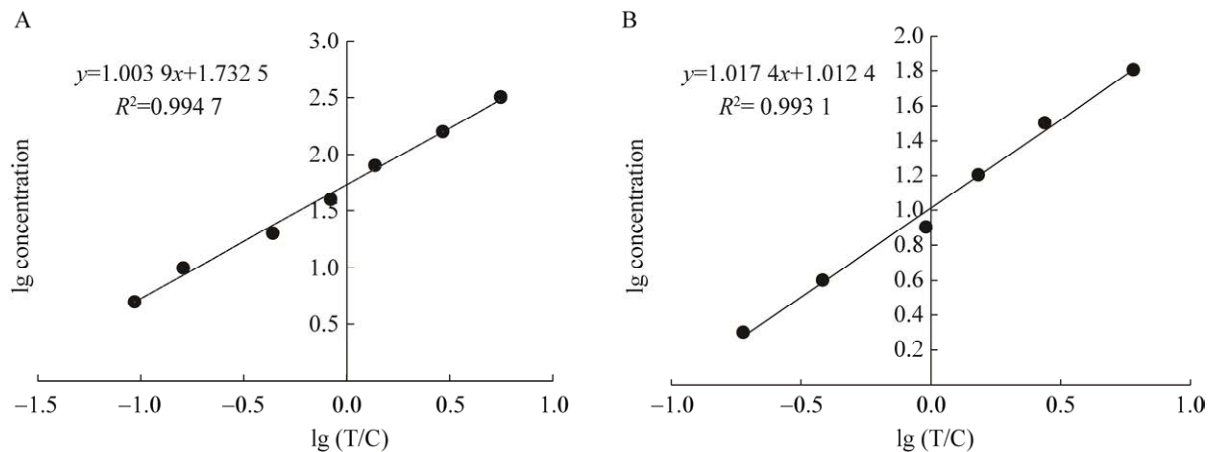 A
y=1.003 9x+1.732 5
R²=0.994 7
lg concentration
3.0
2.5
2.0
1.5
1.0
0.5
–1.5 –1.0 –0.5 0.0 0.5 1.0
lg (T/C)
B
y=1.017 4x+1.012 4
R²= 0.993 1
lg concentration
2.0
1.8
1.6
1.4
1.2
1.0
0.8
0.6
0.4
0.2
–1.0 –0.5 0.0 0.5 1.0
lg (T/C)